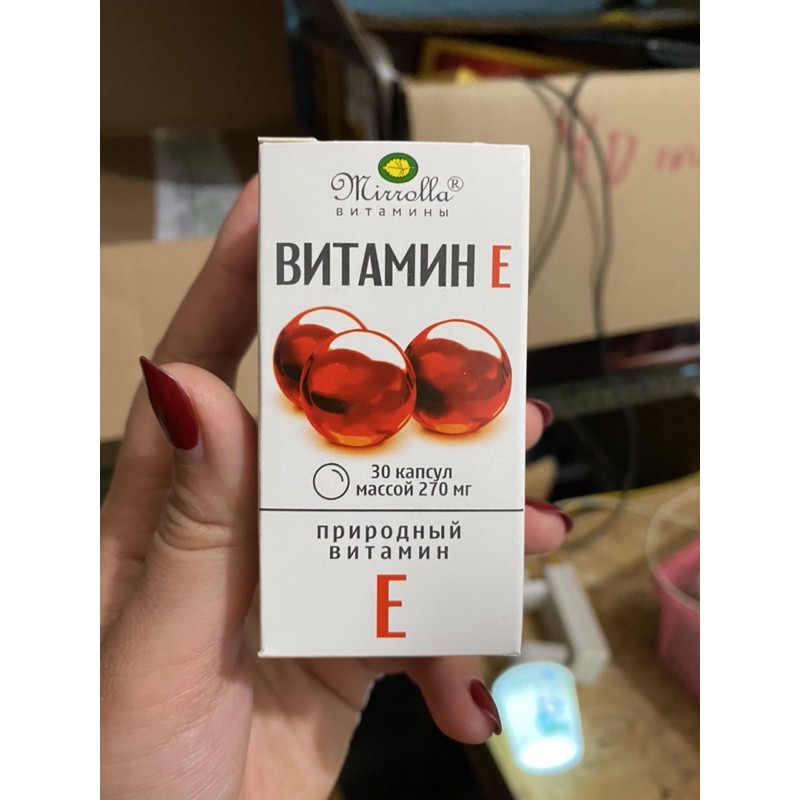 Mirrolla®
витамины
ВИТАМИН Е
30 капсул
массой 270 мг
природный
витамин
Е